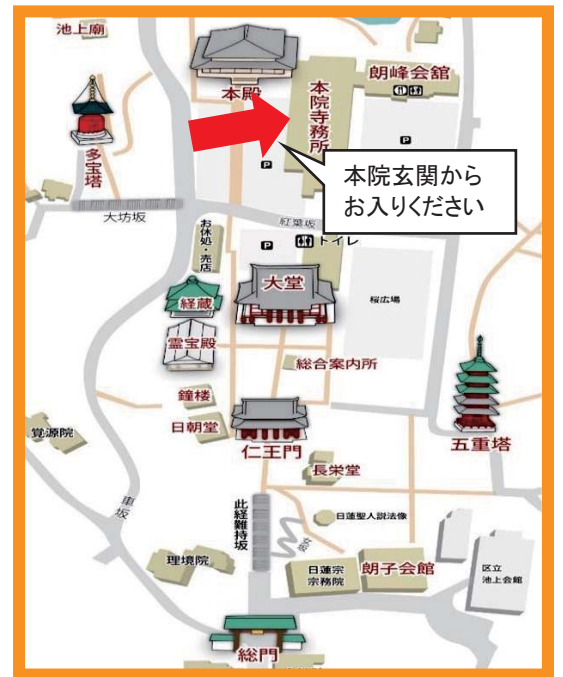 池上廟
本殿
本院寺務所
朗峰会館
P
多宝塔
P
本院玄関から
お入りください
大坊坂
紅葉坂
お休処・売店
P
トイレ
大堂
経蔵
桜広場
霊宝殿
総合案内所
鐘楼
日朝堂
仁王門
五重塔
覚源院
長栄堂
車坂
此経難持坂
日蓮聖人説法像
女坂
理境院
日蓮宗
宗務院
朗子会館
区立
池上会館
総門